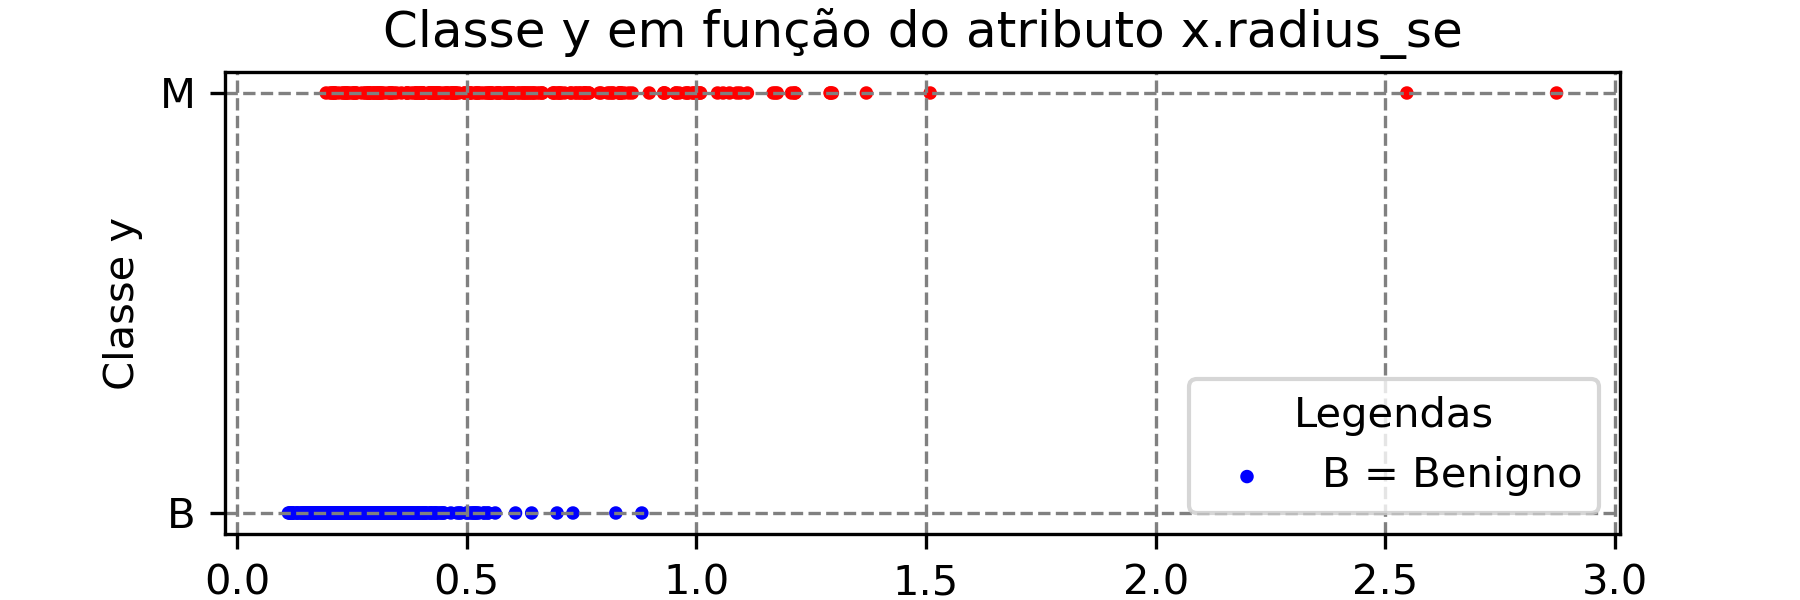 Classe y em função do atributo x.radius_se
M
Classe y
B
Legendas
B = Benigno
0.0 0.5 1.0 1.5 2.0 2.5 3.0